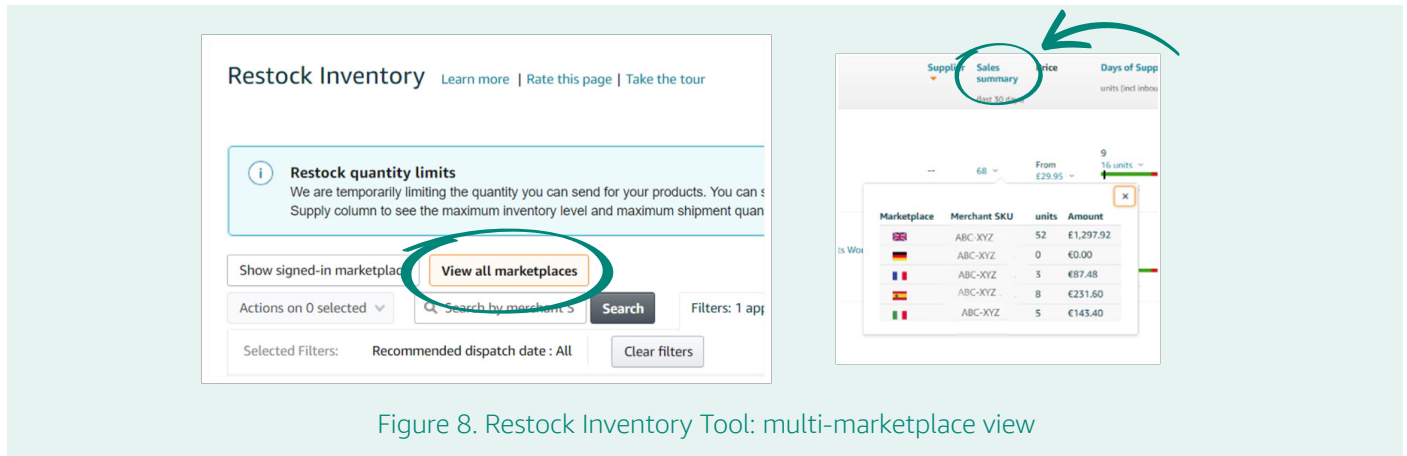 Restock Inventory Learn more | Rate this page | Take the tour
Restock quantity limits
We are temporarily limiting the quantity you can send for your products. You can s
Supply column to see the maximum inventory level and maximum shipment quan
Show signed-in marketplac View all marketplaces
Actions on 0 selected Search by merchant S Search Filters: 1 app
Selected Filters: Recommended dispatch date : All Clear filters
Supplier Sales summary Price Days of Supp
(last 30 days) units (incl inbou
-- 68 From £29.95 9 16 units
ts Wor
Marketplace Merchant SKU units Amount
ABC-XYZ 52 £1,297.92
ABC-XYZ 0 €0.00
ABC-XYZ 3 €87.48
ABC-XYZ 8 €231.60
ABC-XYZ 5 €143.40
Figure 8. Restock Inventory Tool: multi-marketplace view